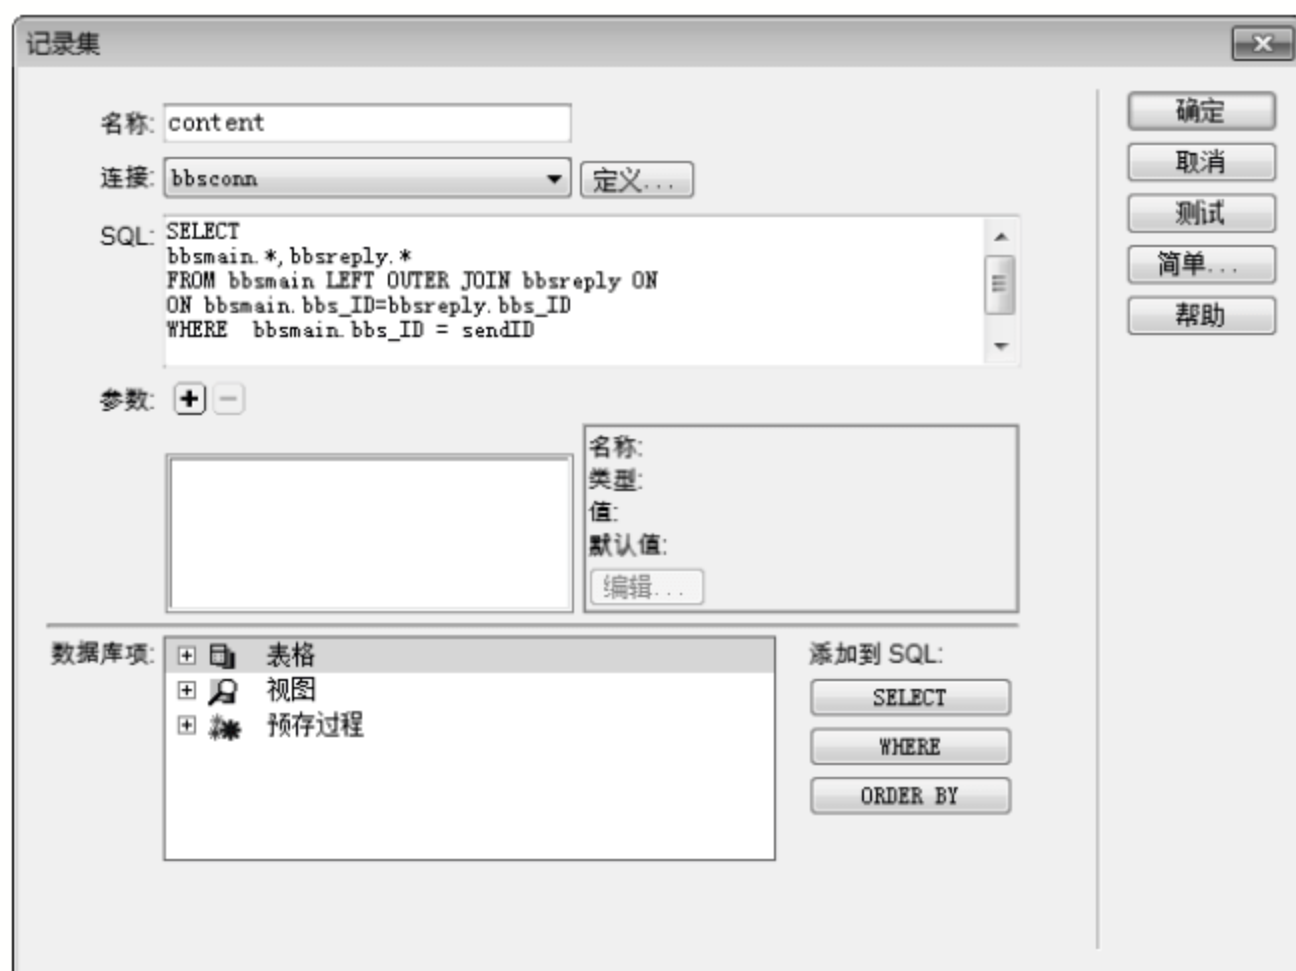 记录集
名称: content
连接: bbsconn 定义...
SQL: SELECT
bbsmain.*,bbsreply.*
FROM bbsmain LEFT OUTER JOIN bbsreply ON
ON bbsmain.bbs_ID=bbsreply.bbs_ID
WHERE  bbsmain.bbs_ID = sendID
参数:
名称:
类型:
值:
默认值:
编辑...
数据库项: 表格
视图
预存过程
添加到 SQL:
SELECT
WHERE
ORDER BY
确定
取消
测试
简单...
帮助